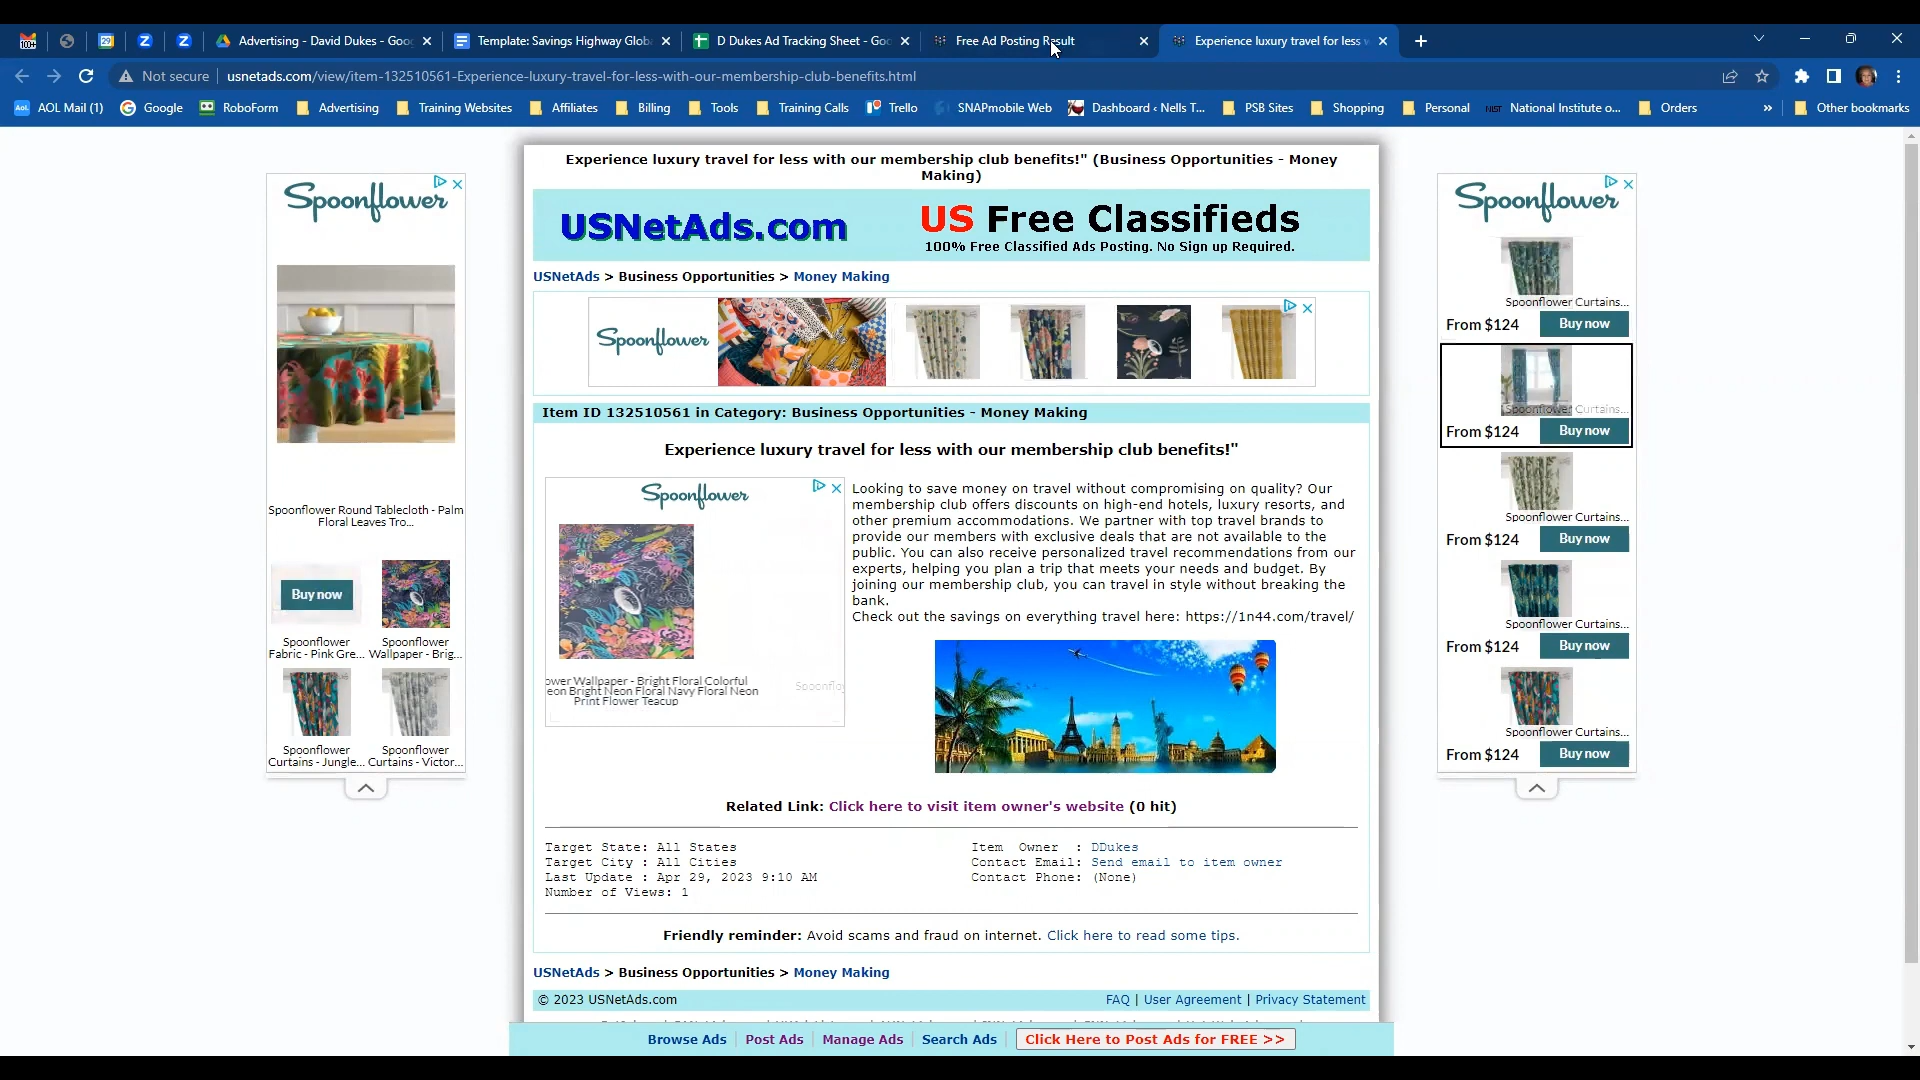 100+
29
Z
Z
Advertising - David Dukes - Goog
Template: Savings Highway Globa
D Dukes Ad Tracking Sheet - Goo
Free Ad Posting Result
Experience luxury travel for less w
Not secure
usnetads.com/view/item-132510561-Experience-luxury-travel-for-less-with-our-membership-club-benefits.html
AOL Mail (1)
Google
RoboForm
Advertising
Training Websites
Affiliates
Billing
Tools
Training Calls
Trello
SNAPmobile Web
Dashboard ‹ Nells T...
PSB Sites
Shopping
Personal
NIST
National Institute o...
Orders
»
Other bookmarks
Experience luxury travel for less with our membership club benefits!" (Business Opportunities - Money
Making)
USNetAds.com
US Free Classifieds
100% Free Classified Ads Posting. No Sign up Required.
USNetAds > Business Opportunities > Money Making
Spoonflower
Item ID 132510561 in Category: Business Opportunities - Money Making
Experience luxury travel for less with our membership club benefits!"
Spoonflower
ower Wallpaper - Bright Floral Colorful
eon Bright Neon Floral Navy Floral Neon
Print Flower Teacup
Spoonflo
Looking to save money on travel without compromising on quality? Our
membership club offers discounts on high-end hotels, luxury resorts, and
other premium accommodations. We partner with top travel brands to
provide our members with exclusive deals that are not available to the
public. You can also receive personalized travel recommendations from our
experts, helping you plan a trip that meets your needs and budget. By
joining our membership club, you can travel in style without breaking the
bank.
Check out the savings on everything travel here: https://1n44.com/travel/
Related Link: Click here to visit item owner's website (0 hit)
Target State: All States
Target City : All Cities
Last Update : Apr 29, 2023 9:10 AM
Number of Views: 1
Item Owner : DDukes
Contact Email: Send email to item owner
Contact Phone: (None)
Friendly reminder: Avoid scams and fraud on internet. Click here to read some tips.
USNetAds > Business Opportunities > Money Making
© 2023 USNetAds.com
FAQ | User Agreement | Privacy Statement
Browse Ads
Post Ads
Manage Ads
Search Ads
Click Here to Post Ads for FREE >>
Spoonflower
Spoonflower Round Tablecloth - Palm
Floral Leaves Tro...
Buy now
Spoonflower
Fabric - Pink Gre...
Spoonflower
Wallpaper - Brig...
Spoonflower
Curtains - Jungle...
Spoonflower
Curtains - Victor...
Spoonflower
Spoonflower Curtains...
From $124
Buy now
Spoonflower Curtains...
From $124
Buy now
Spoonflower Curtains...
From $124
Buy now
Spoonflower Curtains...
From $124
Buy now
Spoonflower Curtains...
From $124
Buy now